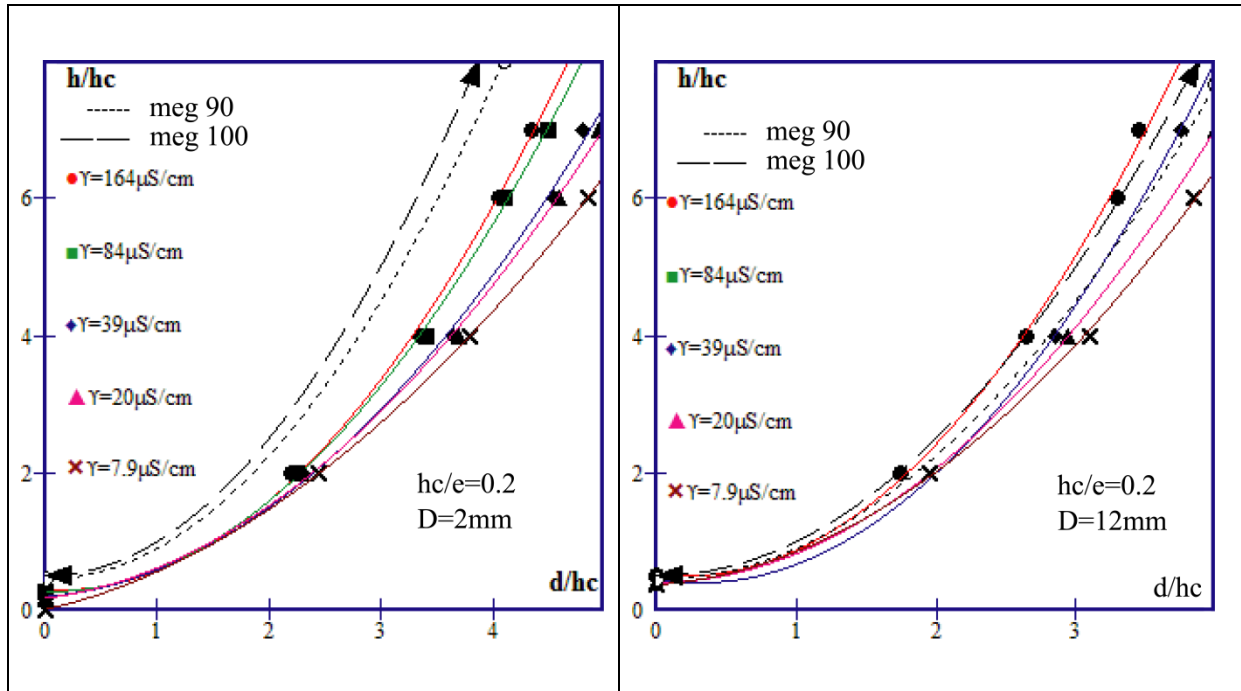 h/hc
meg 90
meg 100
ϒ=164µS/cm
6
ϒ=84µS/cm
4
ϒ=39µS/cm
ϒ=20µS/cm
2
ϒ=7.9µS/cm
hc/e=0.2
D=2mm
d/hc
0
0 1 2 3 4
h/hc
meg 90
meg 100
6
ϒ=164µS/cm
ϒ=84µS/cm
4
ϒ=39µS/cm
ϒ=20µS/cm
2
ϒ=7.9µS/cm
hc/e=0.2
D=12mm
d/hc
0
0 1 2 3